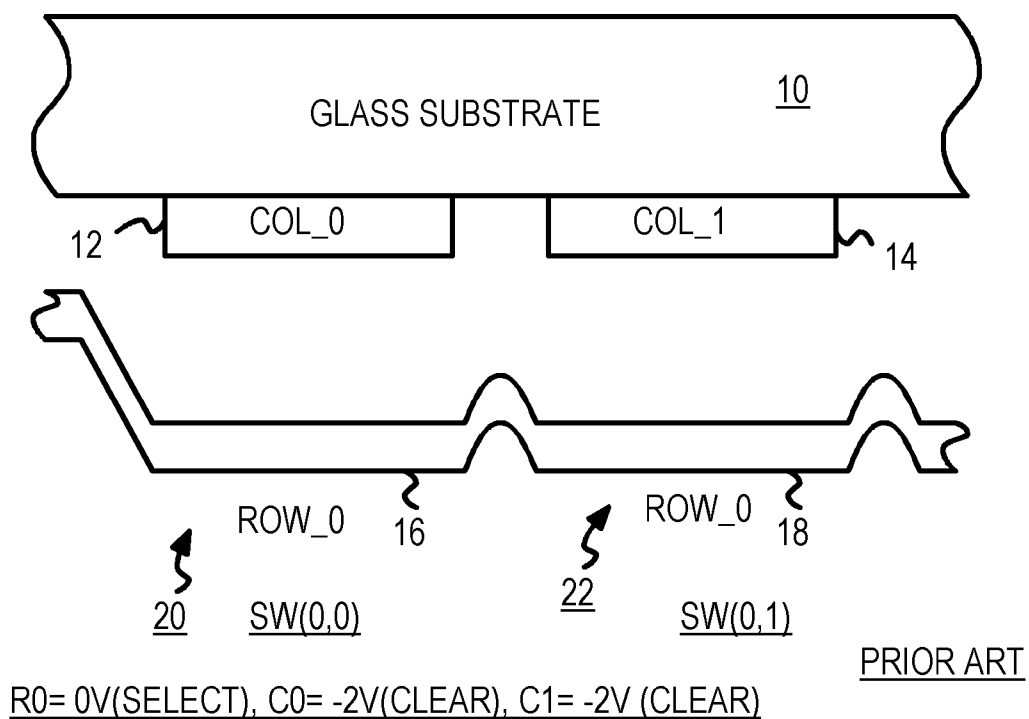 10
GLASS SUBSTRATE
COL_0
COL_1
12
14
ROW_0
16
ROW_0
18
20
SW(0,0)
22
SW(0,1)
PRIOR ART
R0= 0V(SELECT), C0= -2V(CLEAR), C1= -2V (CLEAR)